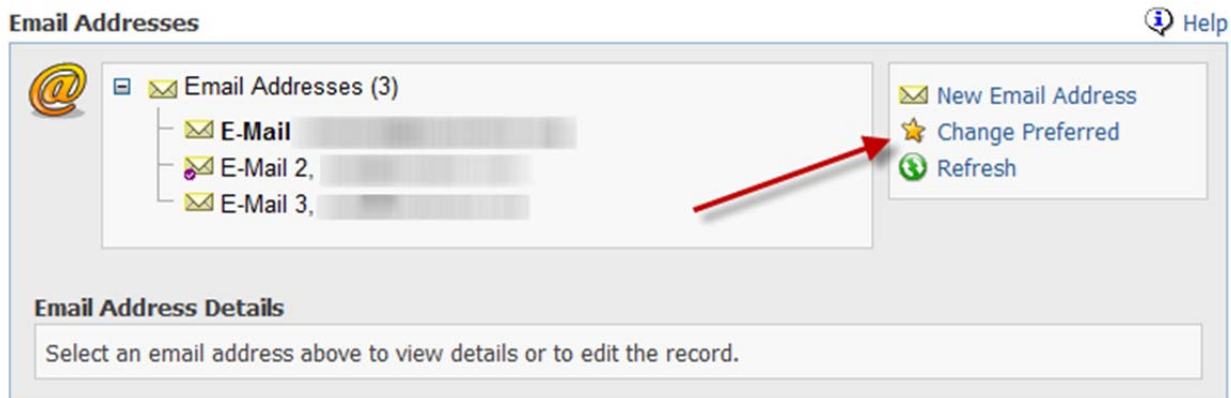 Email Addresses
Help
Email Addresses (3)
E-Mail
E-Mail 2,
E-Mail 3,
New Email Address
Change Preferred
Refresh
Email Address Details
Select an email address above to view details or to edit the record.